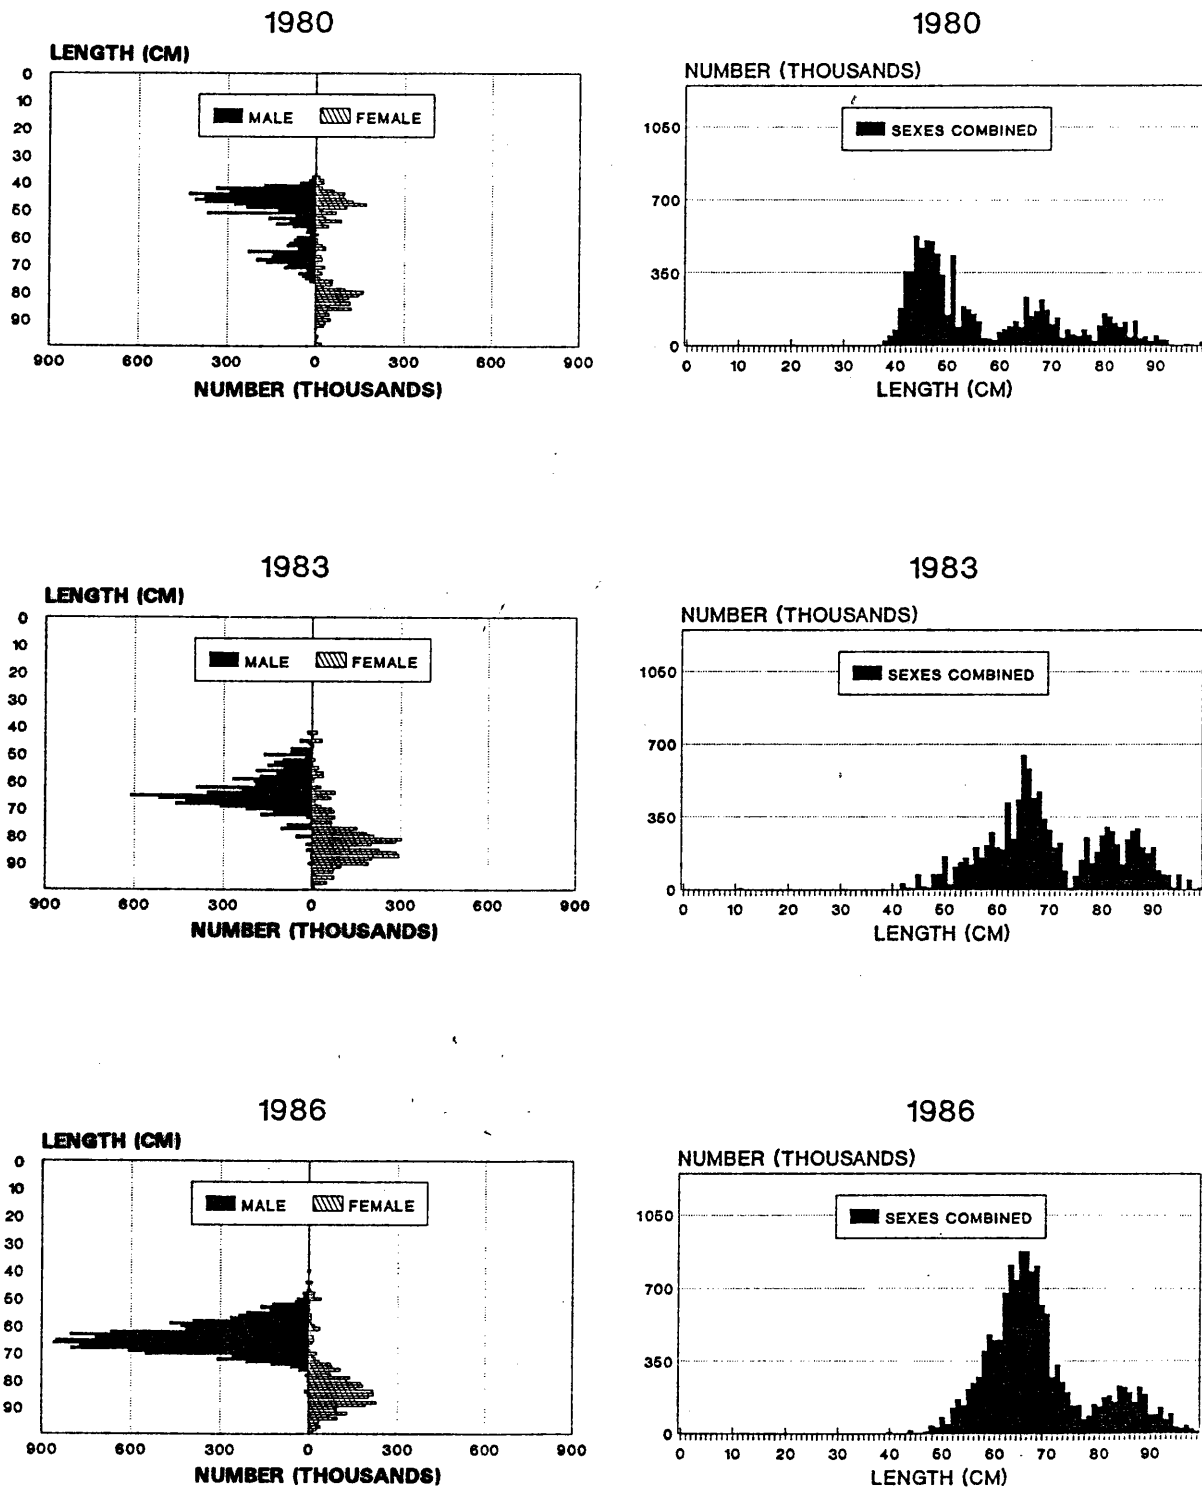 1980
LENGTH (CM)
0
10
20
30
40
50
60
70
80
90
MALE FEMALE
900 600 300 0 300 600 900
NUMBER (THOUSANDS)
1980
NUMBER (THOUSANDS)
1050
700
350
0
SEXES COMBINED
0 10 20 30 40 50 60 70 80 90
LENGTH (CM)
1983
LENGTH (CM)
0
10
20
30
40
50
60
70
80
90
MALE FEMALE
900 600 300 0 300 600 900
NUMBER (THOUSANDS)
1983
NUMBER (THOUSANDS)
1050
700
350
0
SEXES COMBINED
0 10 20 30 40 50 60 70 80 90
LENGTH (CM)
1986
LENGTH (CM)
0
10
20
30
40
50
60
70
80
90
MALE FEMALE
900 600 300 0 300 600 900
NUMBER (THOUSANDS)
1986
NUMBER (THOUSANDS)
1050
700
350
0
SEXES COMBINED
0 10 20 30 40 50 60 70 80 90
LENGTH (CM)